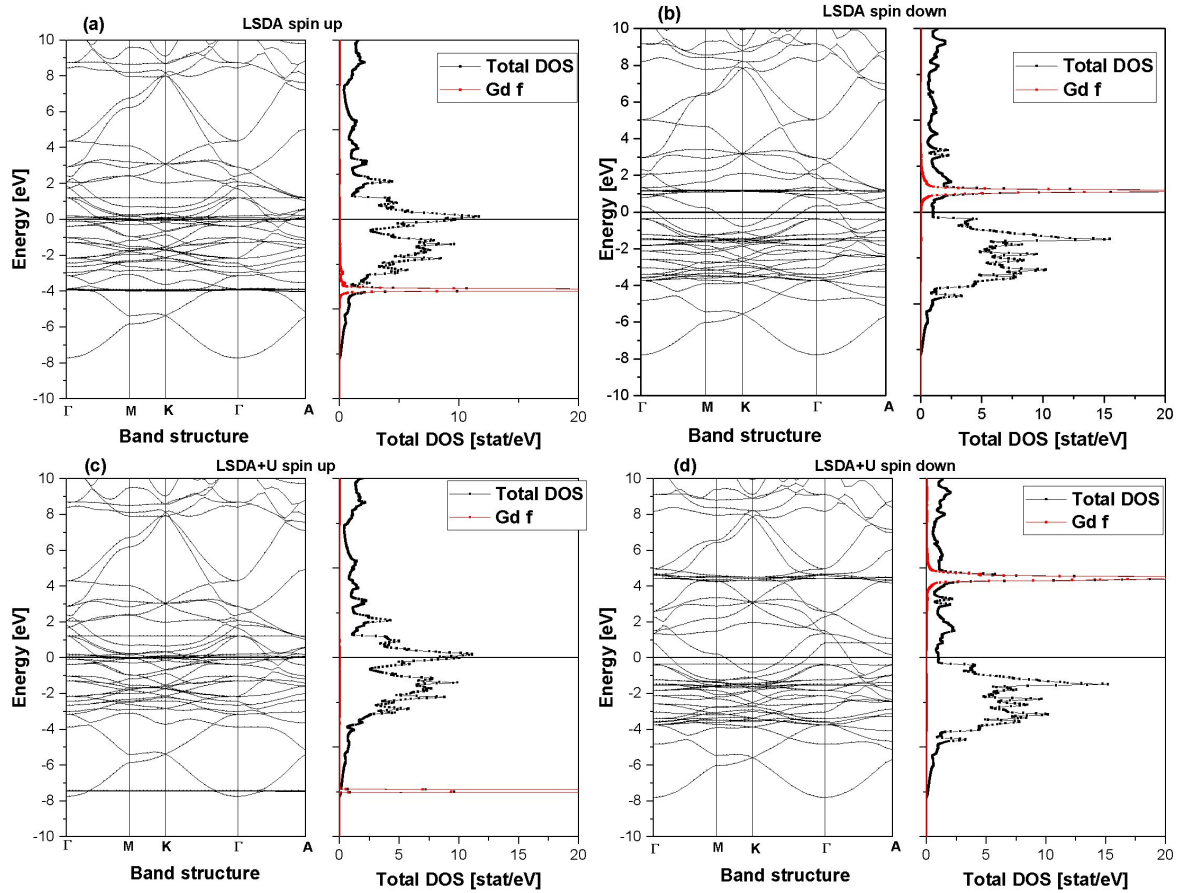 (a)
LSDA spin up
10
8
6
4
2
0
-2
-4
-6
-8
-10
Energy [eV]
Γ
M
K
Γ
A
Band structure
Total DOS
Gd f
0
5
10
15
20
Total DOS [stat/eV]
(b)
LSDA spin down
10
8
6
4
2
0
-2
-4
-6
-8
-10
Energy [eV]
Γ
M
K
Γ
A
Band structure
Total DOS
Gd f
0
5
10
15
20
Total DOS [stat/eV]
(c)
LSDA+U spin up
10
8
6
4
2
0
-2
-4
-6
-8
-10
Energy [eV]
Γ
M
K
Γ
A
Band structure
Total DOS
Gd f
0
5
10
15
20
Total DOS [stat/eV]
(d)
LSDA+U spin down
10
8
6
4
2
0
-2
-4
-6
-8
-10
Energy [eV]
Γ
M
K
Γ
A
Band structure
Total DOS
Gd f
0
5
10
15
20
Total DOS [stat/eV]